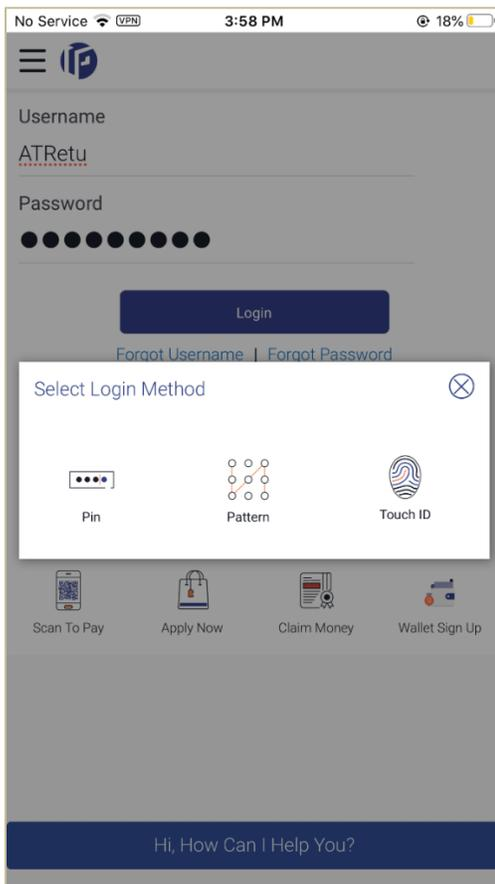 No Service VPN 3:58 PM 18%
Username
ATRetu
Password
●●●●●●●●●
Login
Forgot Username | Forgot Password
Select Login Method
Pin Pattern Touch ID
Scan To Pay Apply Now Claim Money Wallet Sign Up
Hi, How Can I Help You?